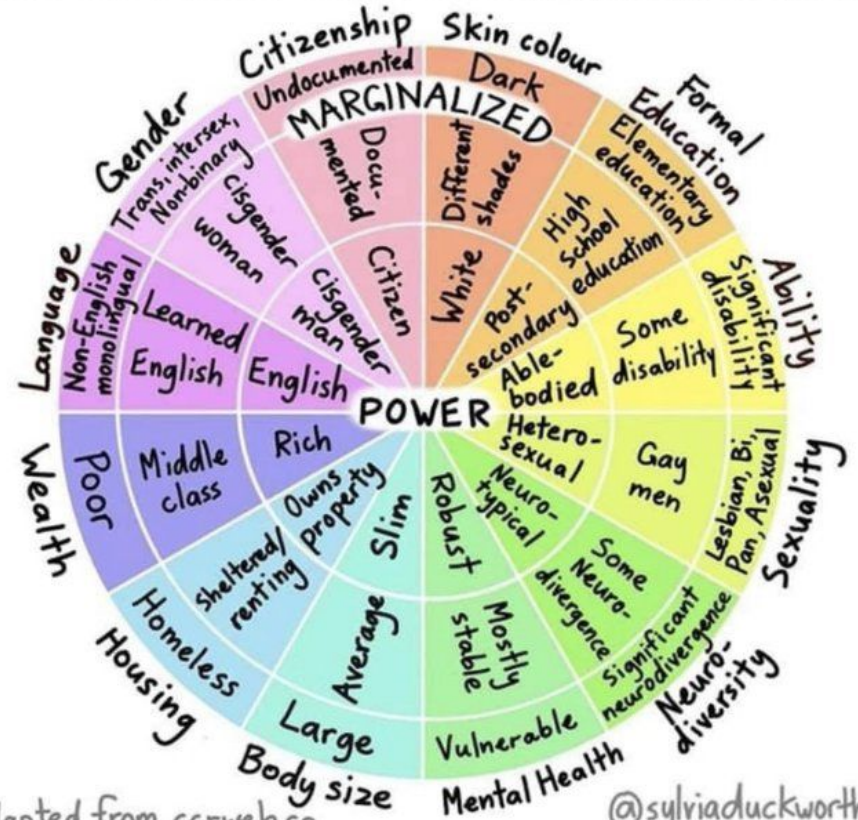 Citizenship
Undocumented
Docu-
mented
Citizen
Skin colour
Dark
Different
shades
White
Formal
Education
Elementary
education
High
School
education
Post-
secondary
Ability
Significant
disability
Some
disability
Able-
bodied
Sexuality
Lesbian, Bi,
Pan, Asexual
Gay
men
Hetero-
sexual
Neuro-
diversity
Significant
neurodivergence
Some
Neuro-
divergence
Neuro-
typical
Mental Health
Vulnerable
Mostly
stable
Robust
Body size
Large
Average
Slim
Housing
Homeless
Sheltered/
renting
Owns
property
Wealth
Poor
Middle
class
Rich
Language
Non-English
monolingual
Learned
English
English
Gender
Trans, intersex,
Nonbinary
Cisgender
woman
Cisgender
man
MARGINALIZED
POWER
from
@sylviaduckworth